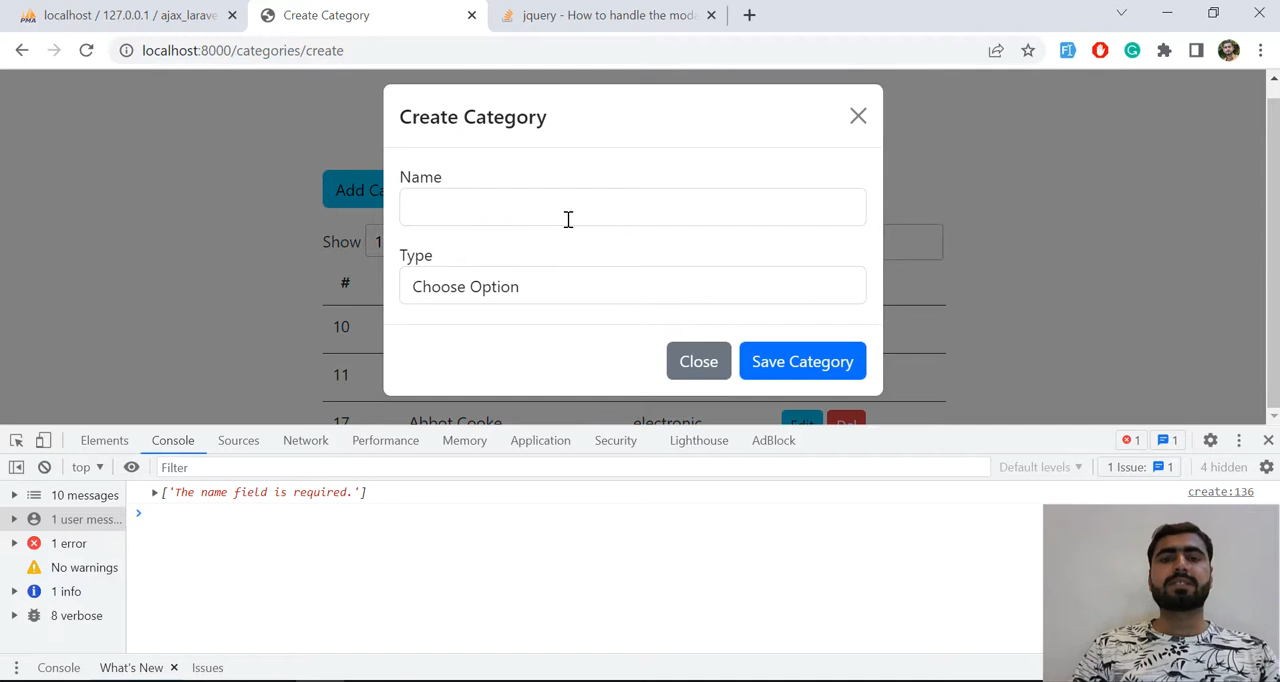 localhost / 127.0.0.1 / ajax_larave
Create Category
jquery - How to handle the mod
localhost:8000/categories/create
Create Category
Name
Add Ca
Show 1
Type
#
Choose Option
10
Close
Save Category
11
17 Abbot Cooke electronic Edit Del
Elements Console Sources Network Performance Memory Application Security Lighthouse AdBlock 1 1
top Filter Default levels 1 Issue: 1 4 hidden
10 messages
['The name field is required.'] create:136
1 user mess...
1 error
No warnings
1 info
8 verbose
Console What's New Issues